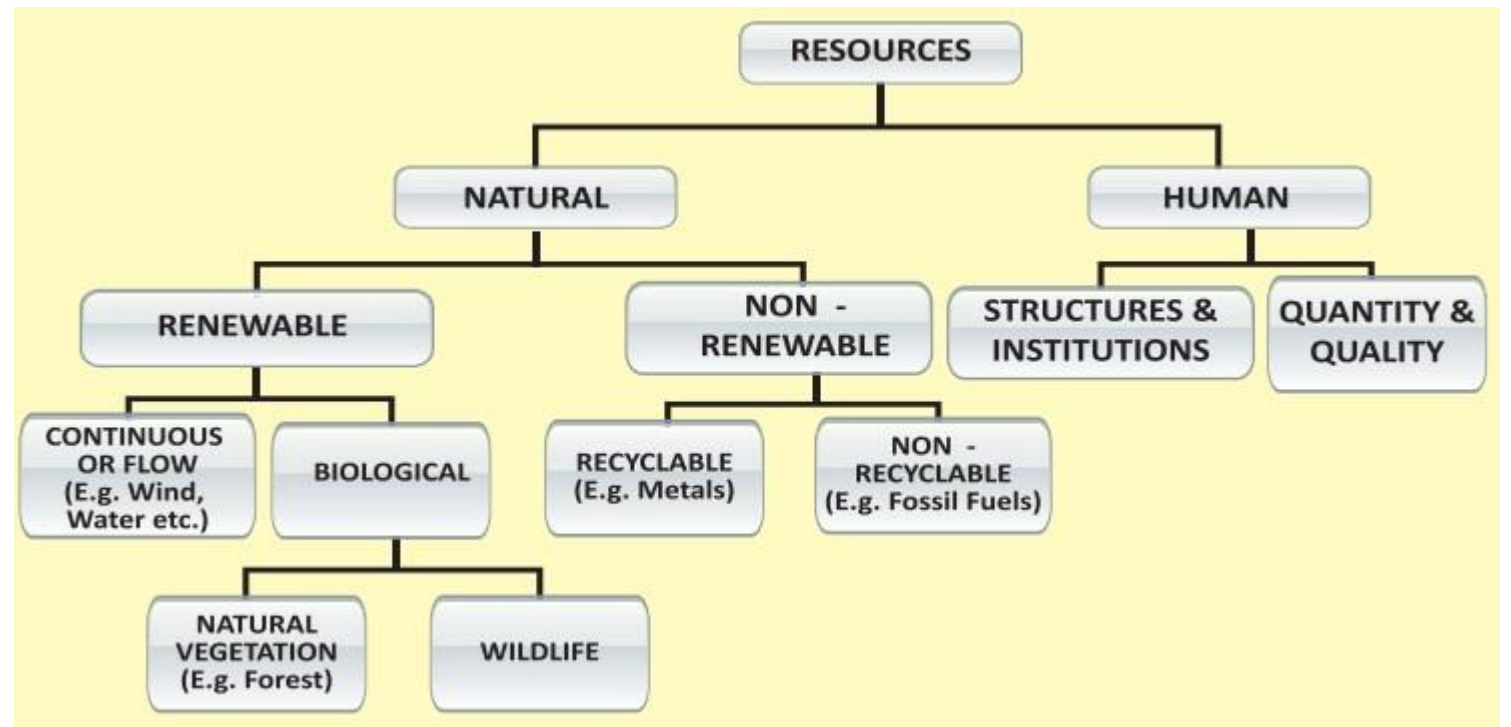 RESOURCES
NATURAL
HUMAN
RENEWABLE
NON -
RENEWABLE
STRUCTURES &
INSTITUTIONS
QUANTITY &
QUALITY
CONTINUOUS
OR FLOW
(E.g. Wind,
Water etc.)
BIOLOGICAL
RECYCLABLE
(E.g. Metals)
NON -
RECYCLABLE
(E.g. Fossil Fuels)
NATURAL
VEGETATION
(E.g. Forest)
WILDLIFE